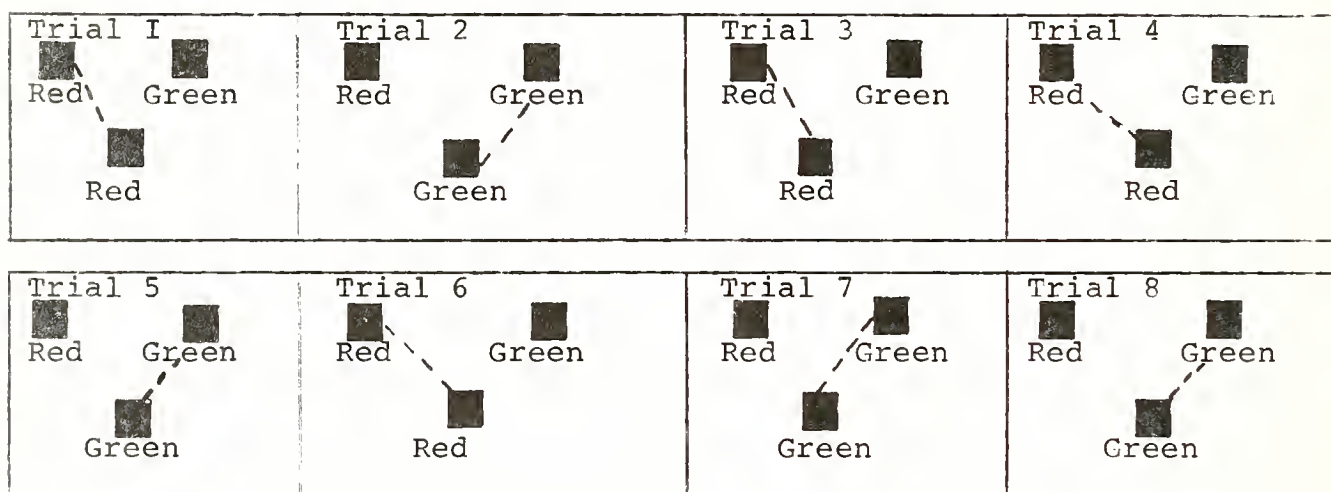 Trial I Trial 2 Trial 3 Trial 4
Red Green Red Green Red Green Red Green
Red Green Red Red
Trial 5 Trial 6 Trial 7 Trial 8
Red Green Red Green Red Green Red Green
Green Red Green Green